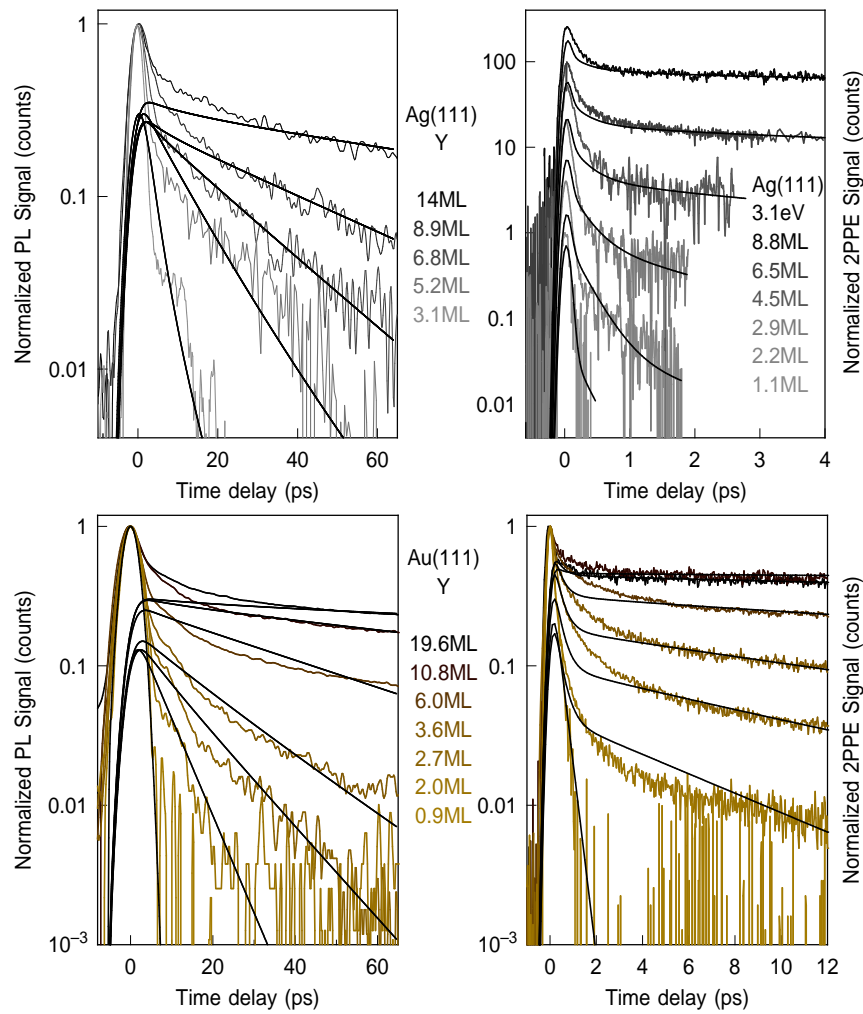 Normalized PL Signal (counts)
1
0.1
0.01
0
20
40
60
Time delay (ps)
Ag(111)
Y
14ML
8.9ML
6.8ML
5.2ML
3.1ML
100
10
1
0.1
0.01
0
1
2
3
4
Time delay (ps)
Ag(111)
3.1eV
8.8ML
6.5ML
4.5ML
2.9ML
2.2ML
1.1ML
Normalized 2PPE Signal (counts)
Normalized PL Signal (counts)
1
0.1
0.01
10⁻³
0
20
40
60
Time delay (ps)
Au(111)
Y
19.6ML
10.8ML
6.0ML
3.6ML
2.7ML
2.0ML
0.9ML
1
0.1
0.01
10⁻³
0
2
4
6
8
10
12
Time delay (ps)
Normalized 2PPE Signal (counts)